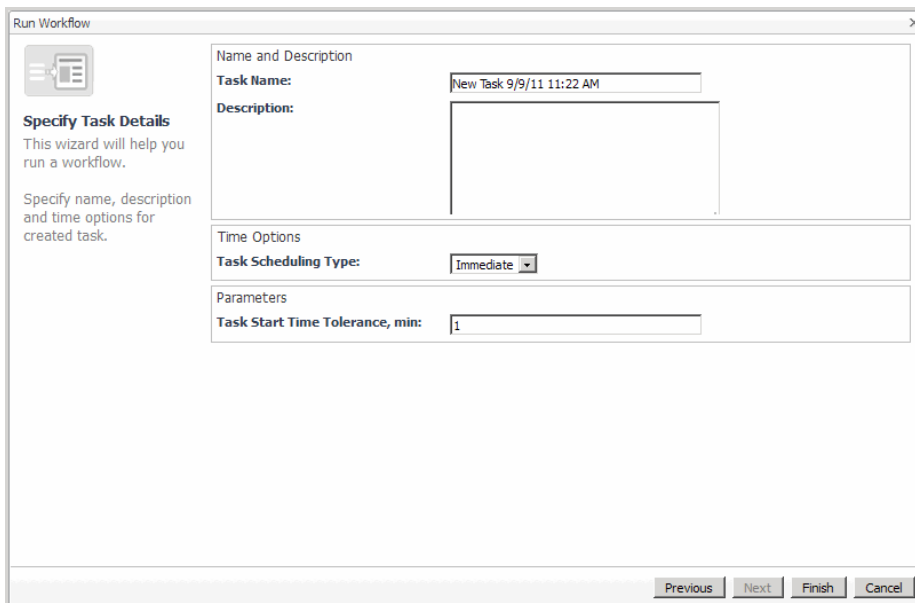 Run Workflow
Specify Task Details
This wizard will help you
run a workflow.
Specify name, description
and time options for
created task.
Name and Description
Task Name: New Task 9/9/11 11:22 AM
Description:
Time Options
Task Scheduling Type: Immediate
Parameters
Task Start Time Tolerance, min: 1
Previous Next Finish Cancel